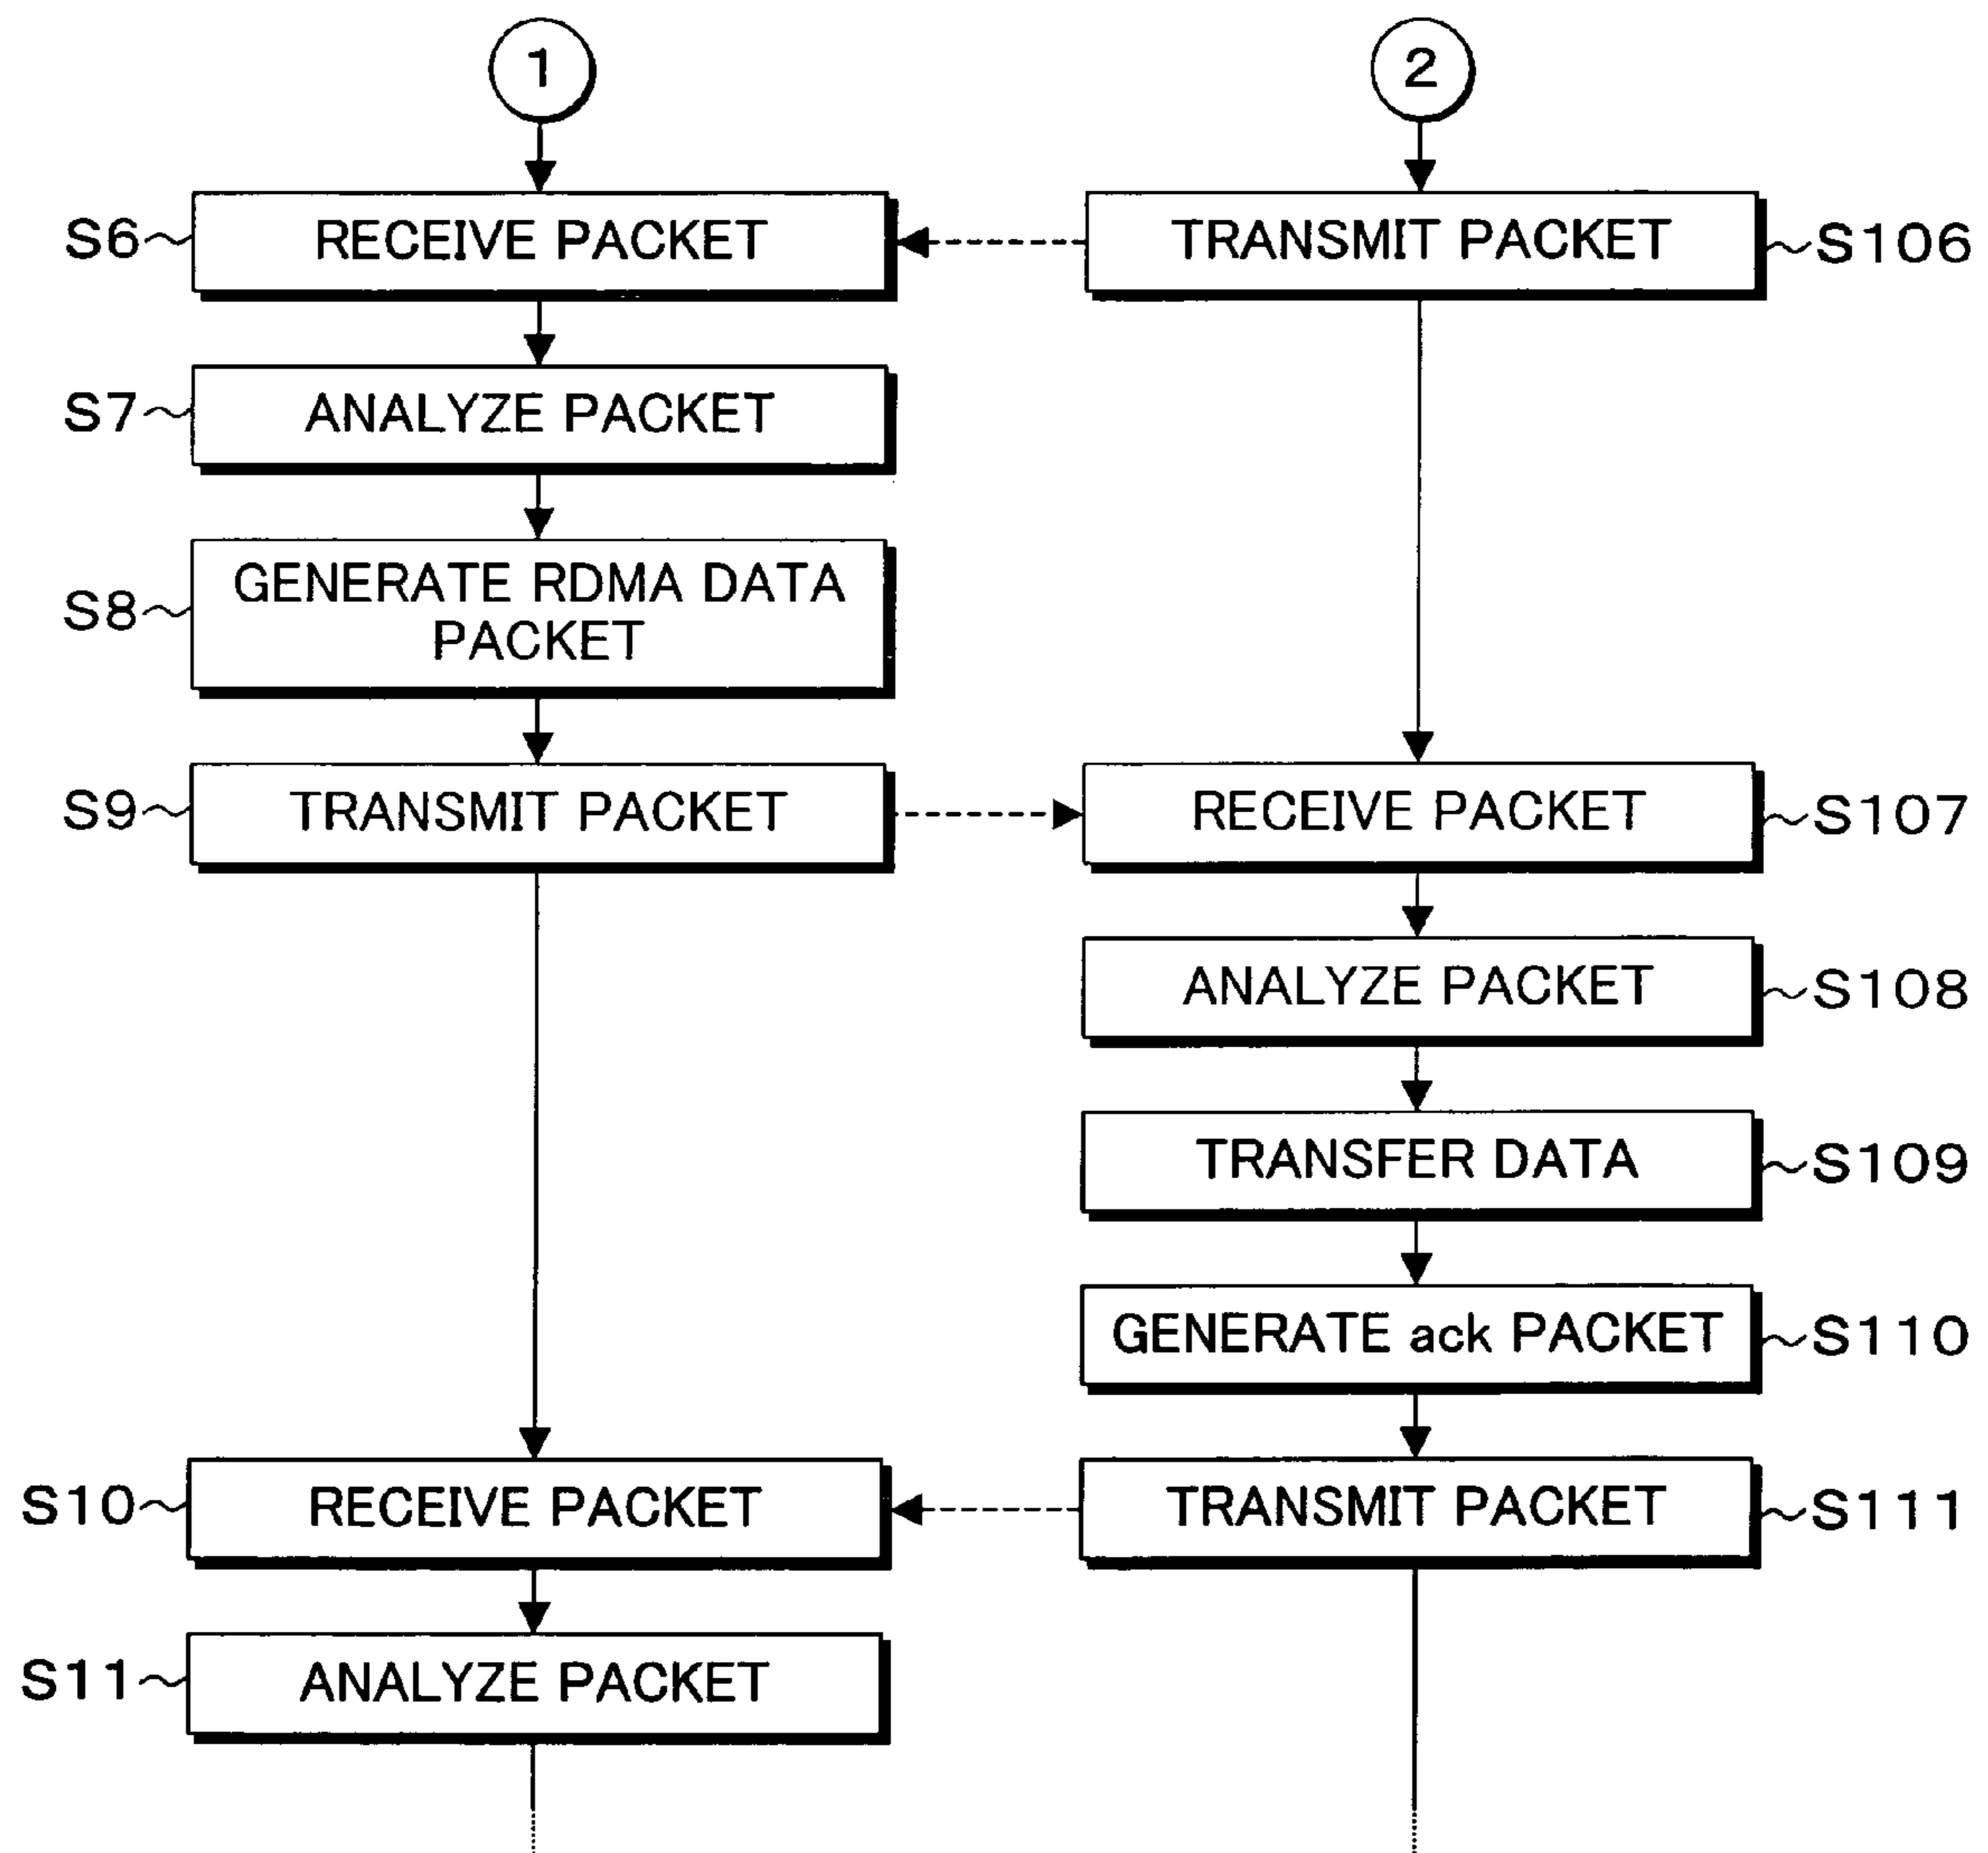 1
2
S6
RECEIVE PACKET
TRANSMIT PACKET
S106
S7
ANALYZE PACKET
S8
GENERATE RDMA DATA
PACKET
S9
TRANSMIT PACKET
RECEIVE PACKET
S107
ANALYZE PACKET
S108
TRANSFER DATA
S109
GENERATE ack PACKET
S110
S10
RECEIVE PACKET
TRANSMIT PACKET
S111
S11
ANALYZE PACKET